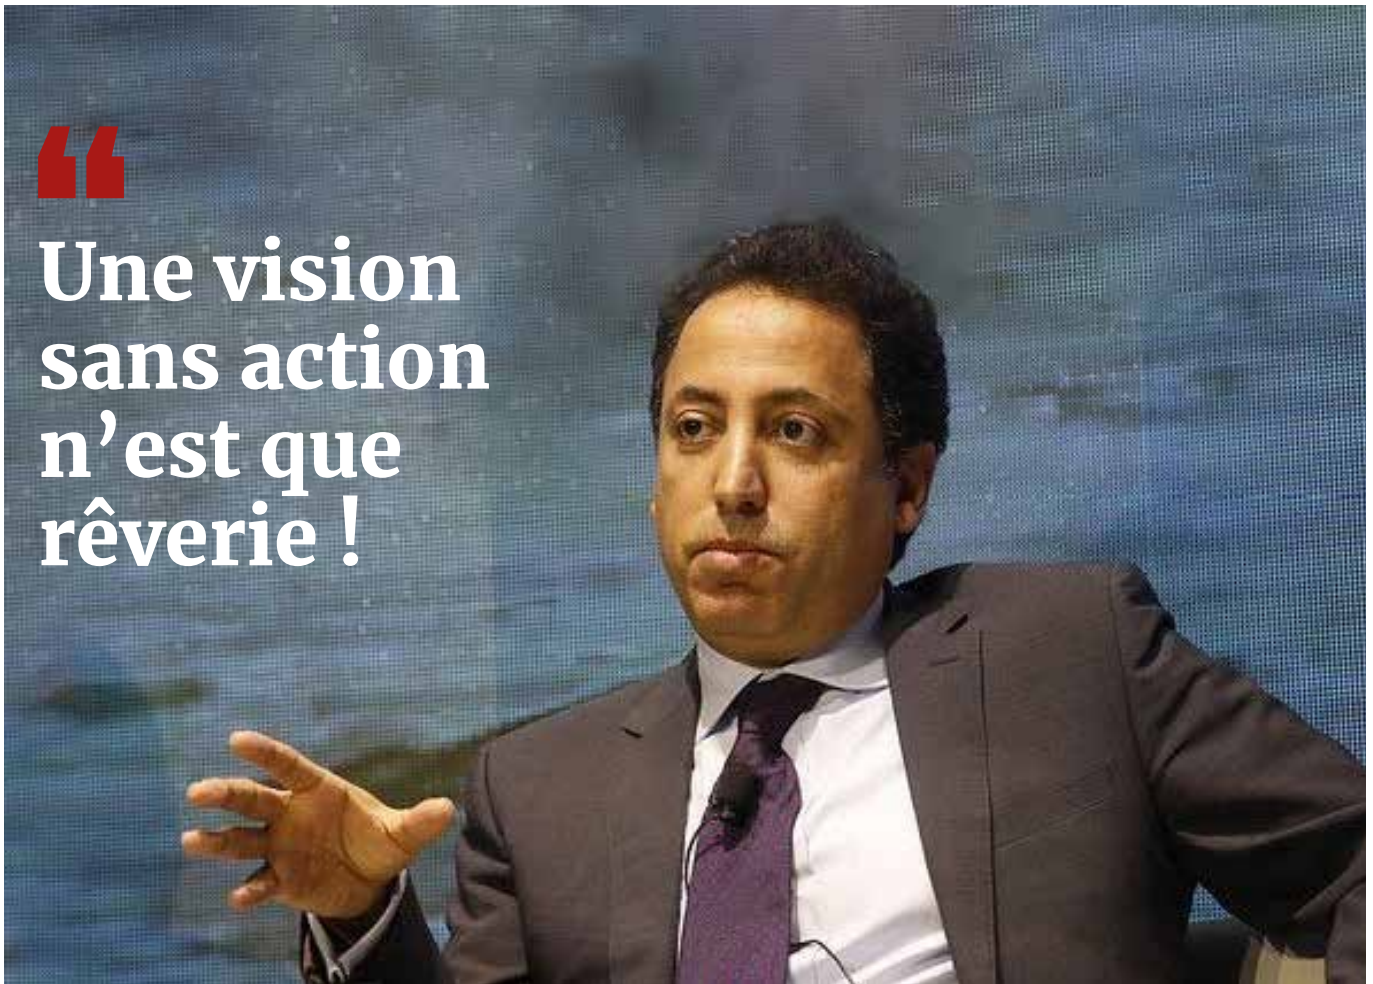 “
Une vision
sans action
n’est que
rêverie !